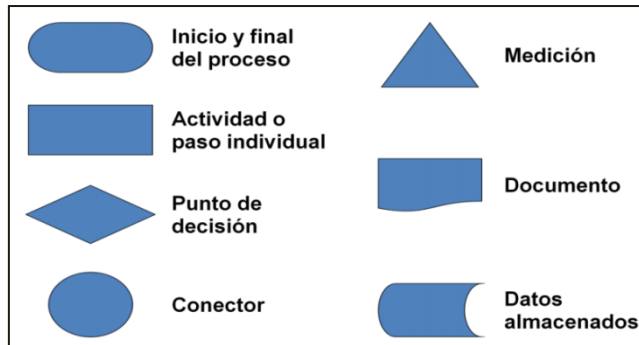 Inicio y final
del proceso
Actividad o
paso individual
Punto de
decisión
Conector
Medición
Documento
Datos
almacenados